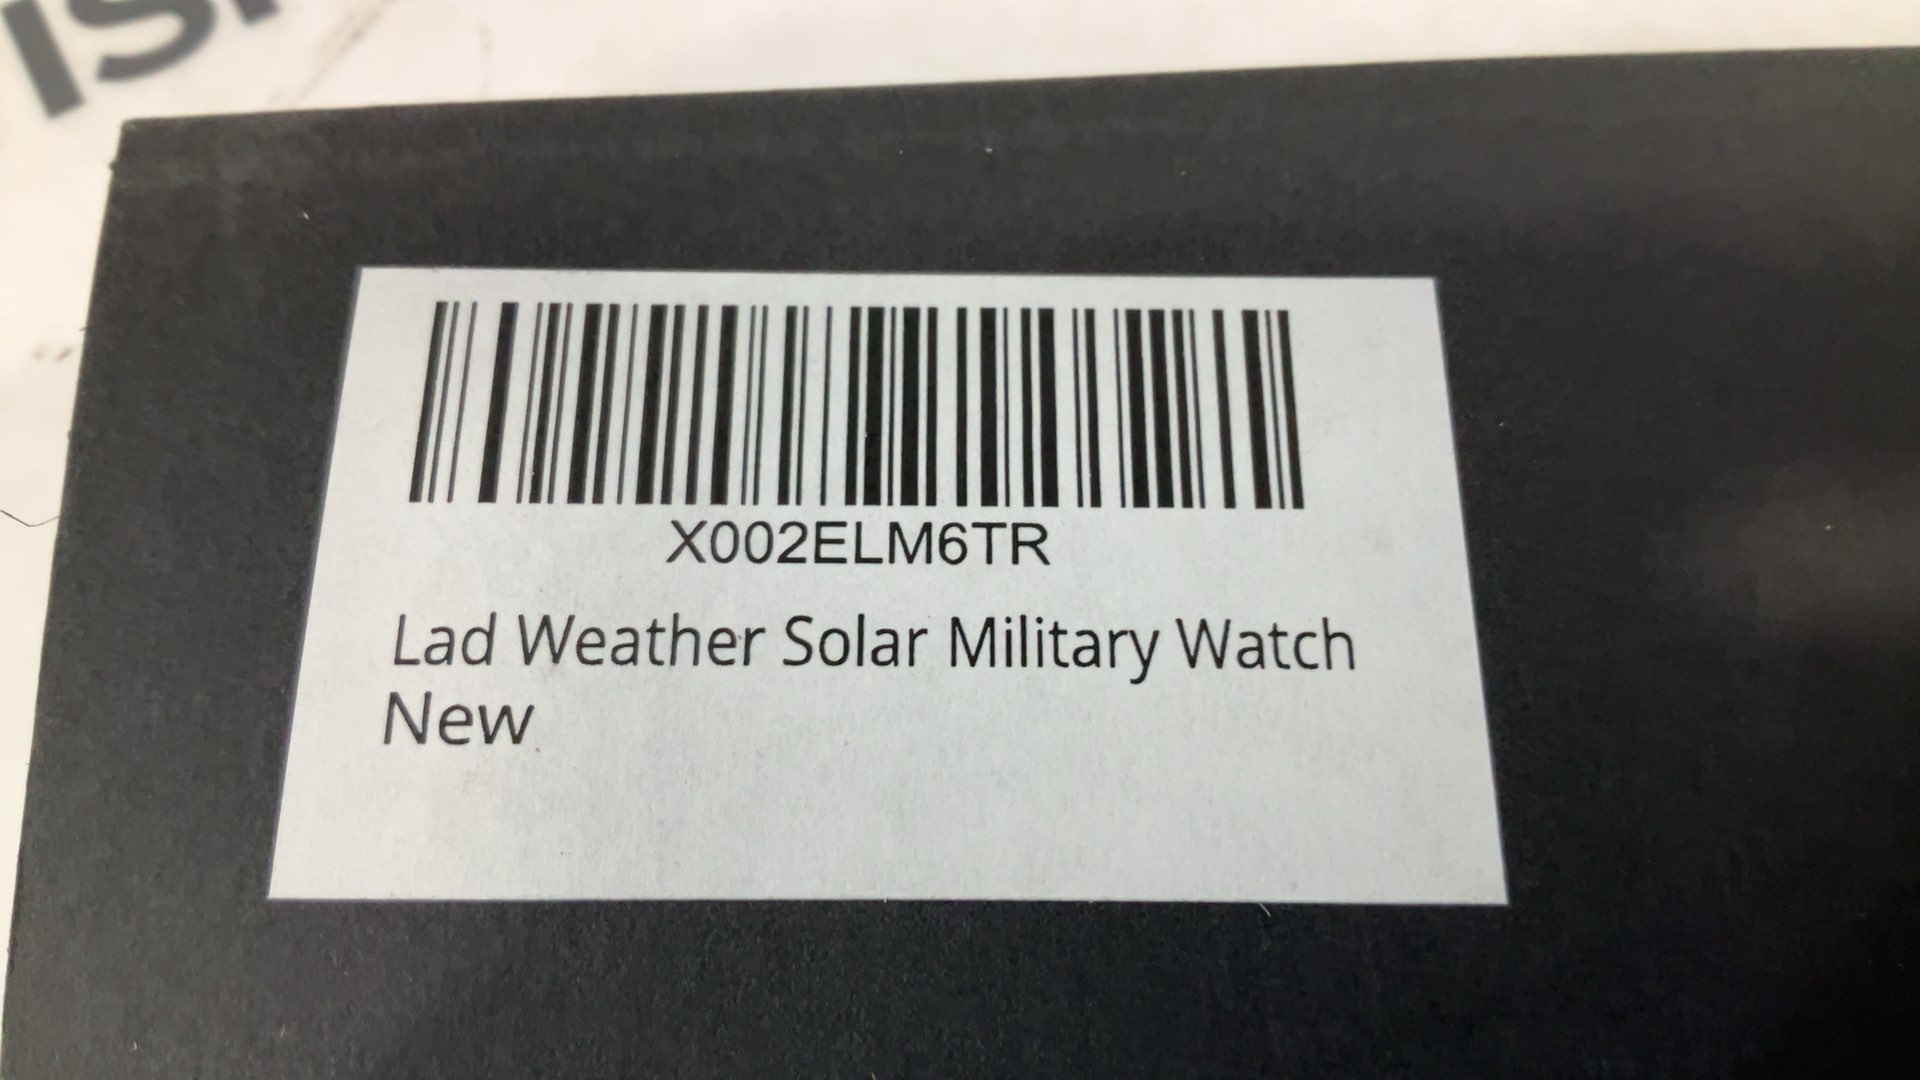 X002ELM6TR
Lad Weather Solar Military Watch
New